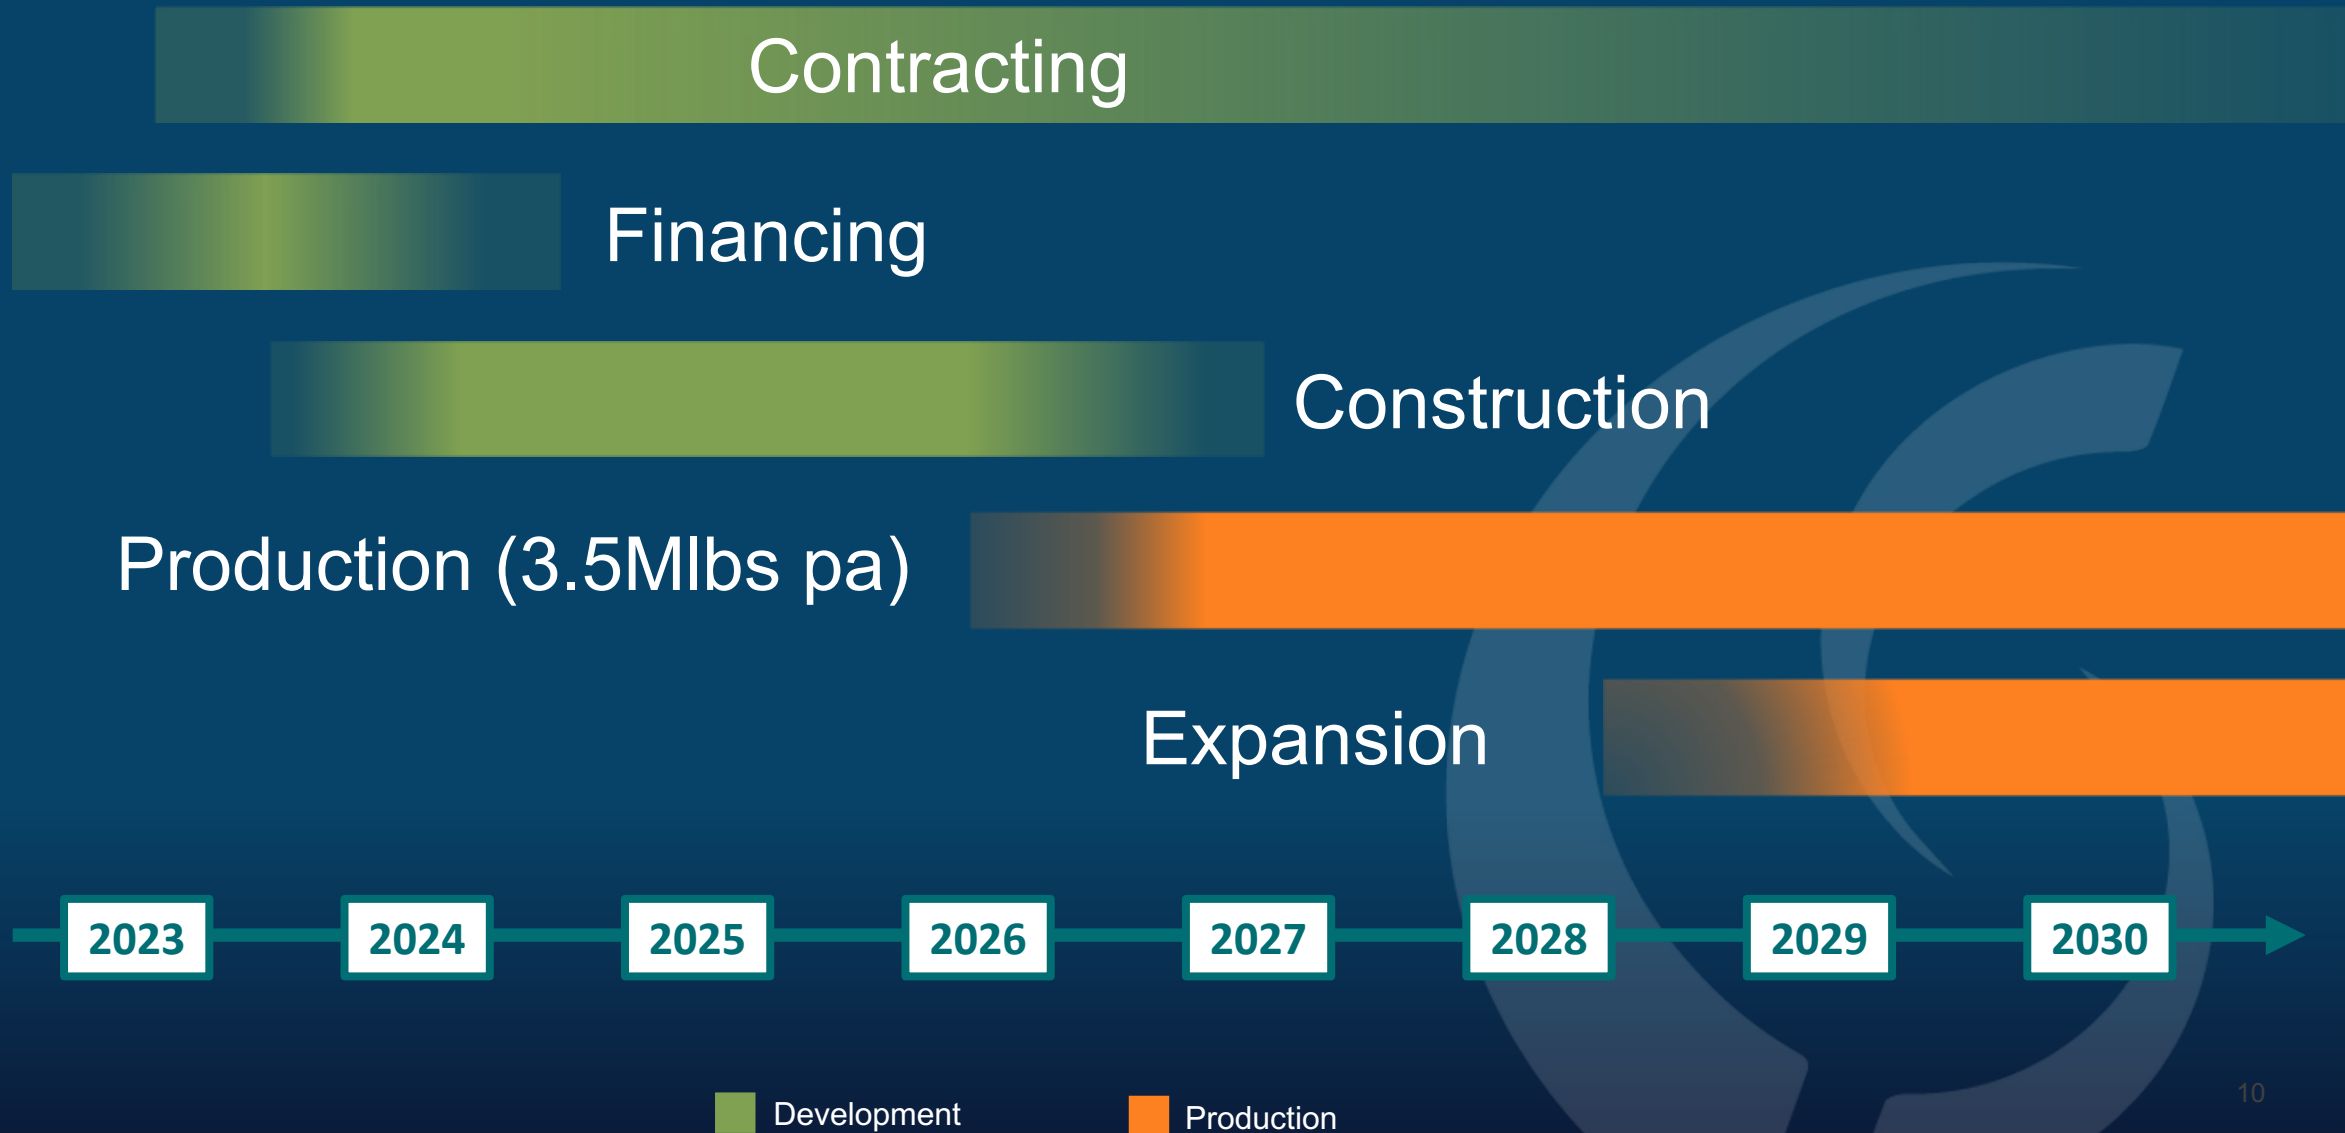 Contracting
Financing
Construction
Production (3.5Mlbs pa)
Expansion
2023 2024 2025 2026 2027 2028 2029 2030
10
Development Production